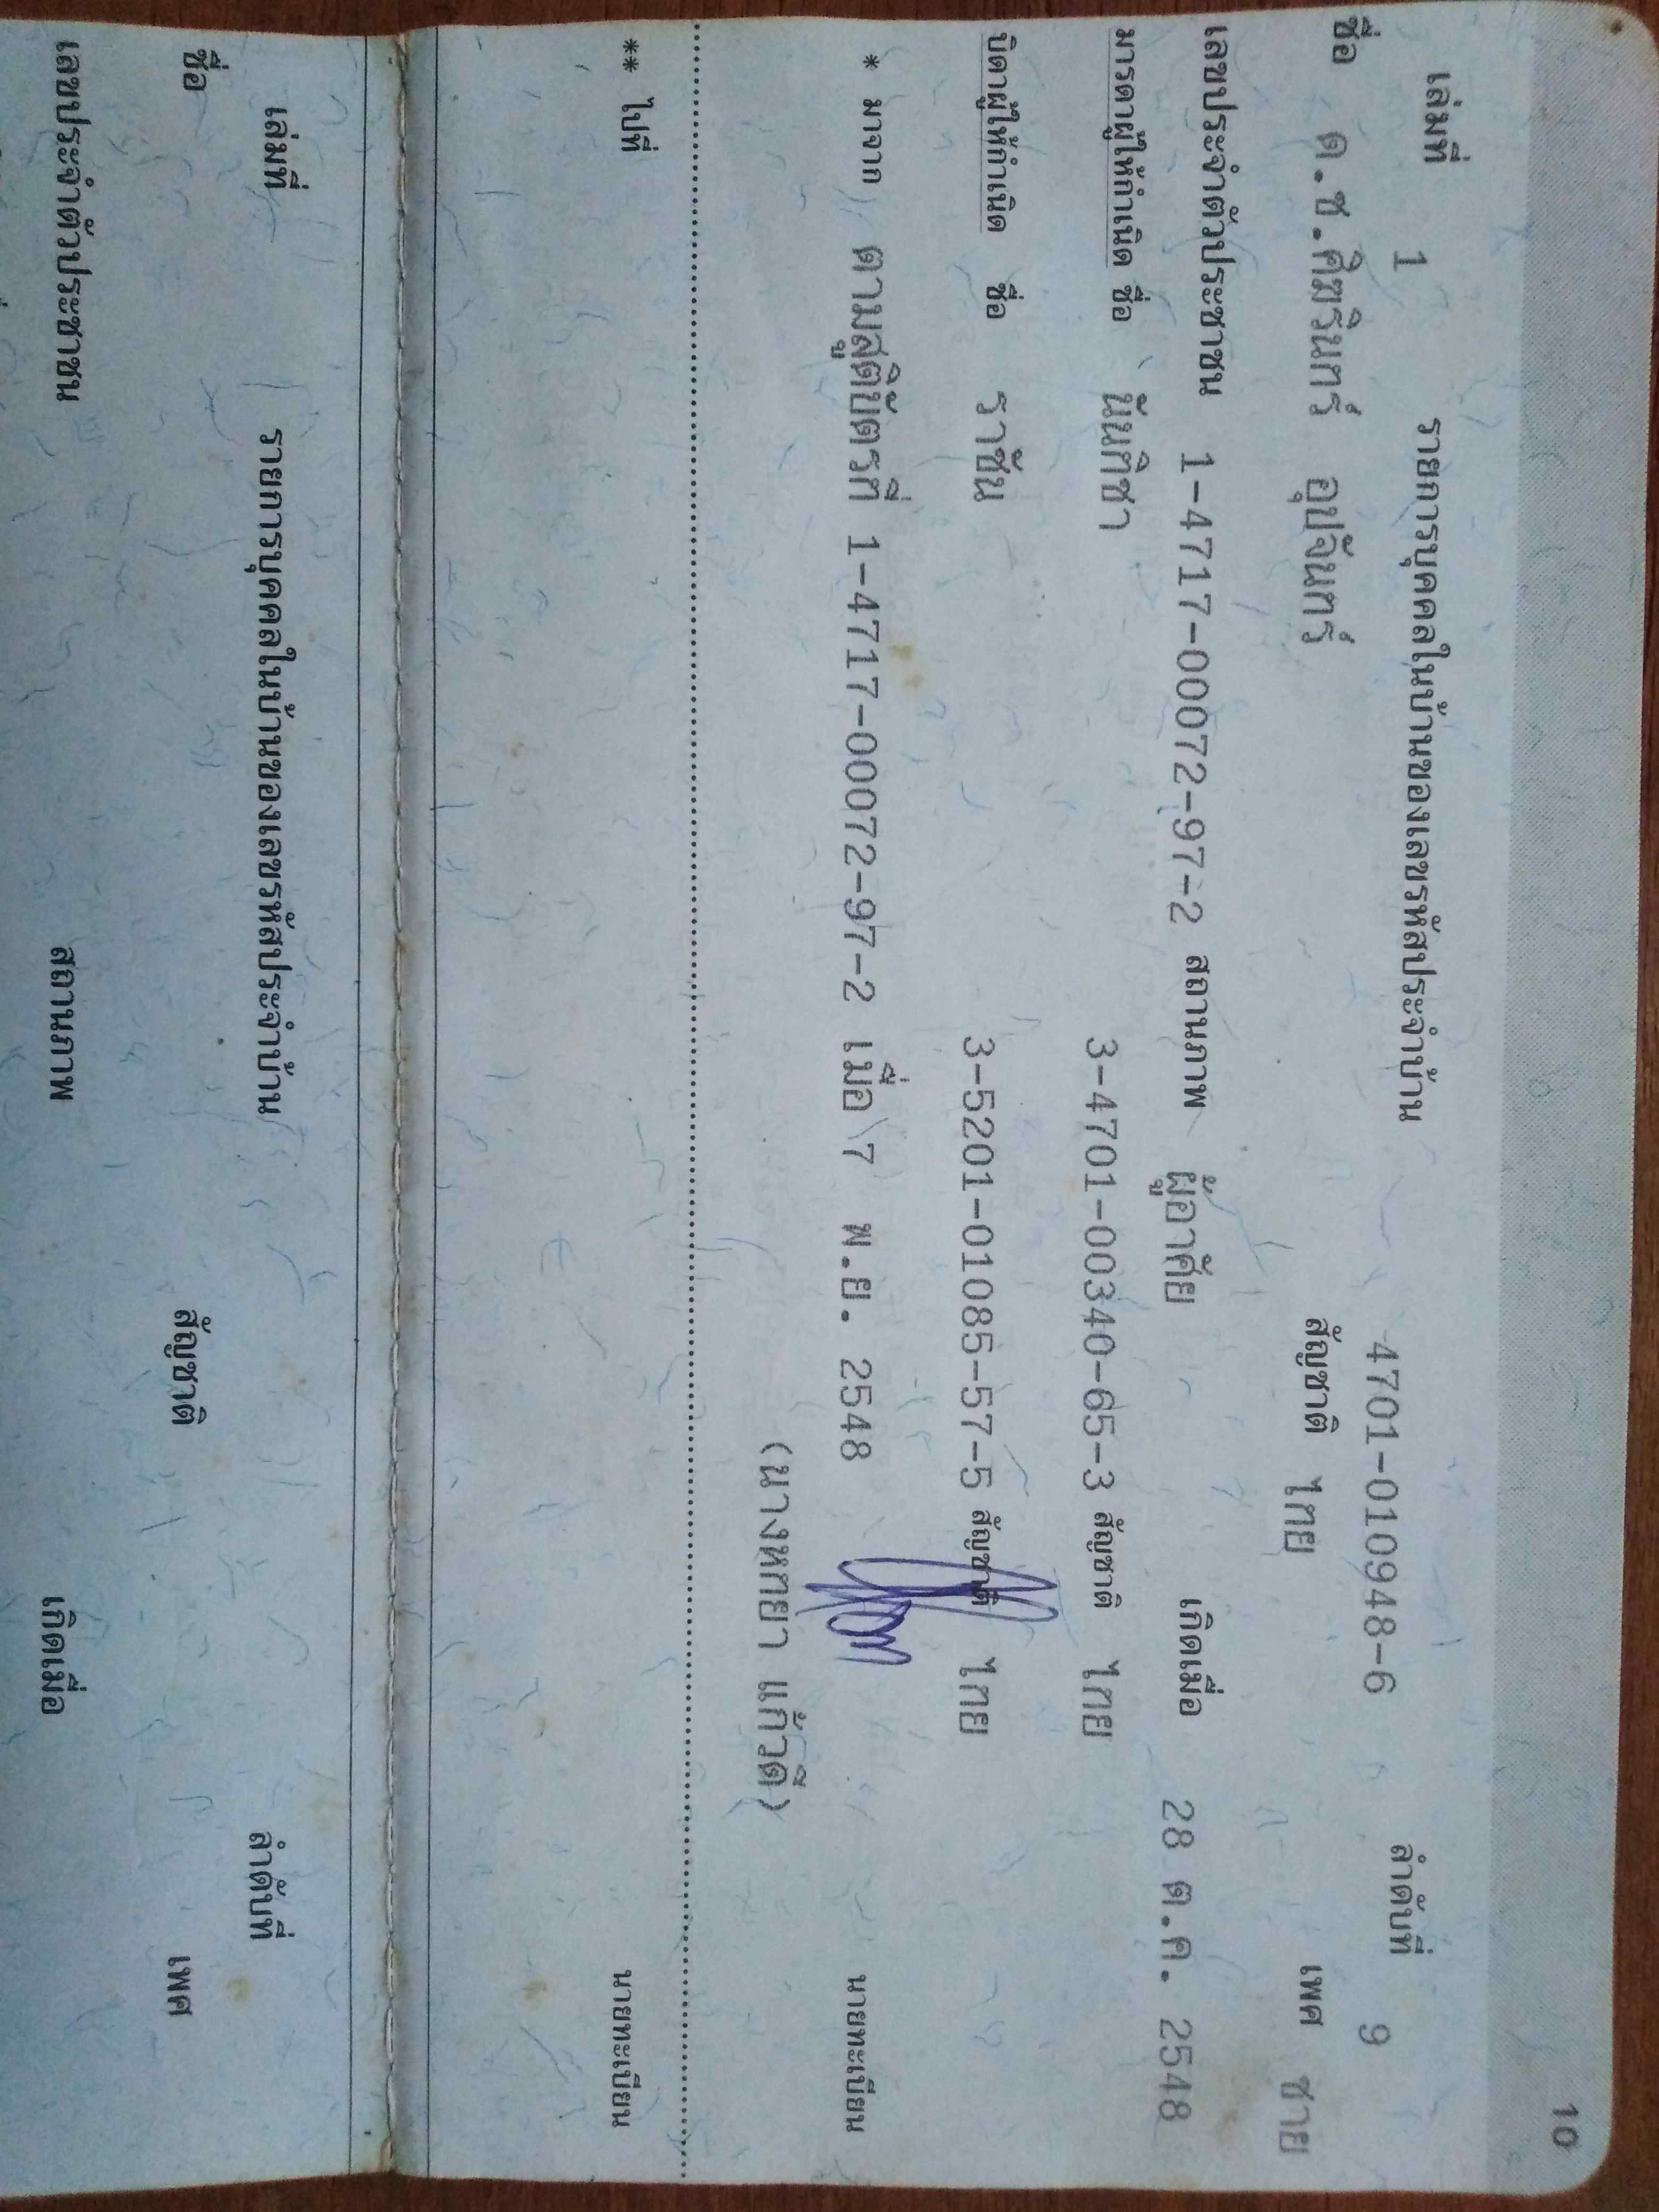 10
เล่มที่ 1 รายการบุคคลในบ้านของเลขรหัสประจำบ้าน 4701-010948-6 ลำดับที่ 9
ชื่อ ด.ช.คิมรินทร์ อุปจันทร์ สัญชาติ ไทย เพศ ชาย
เลขประจำตัวประชาชน 1-4717-00072-97-2 สถานภาพ ผู้อาศัย เกิดเมื่อ 28 ต.ค. 2548
มารดาผู้ให้กำเนิด ชื่อ นันทิชา 3-4701-00340-65-3 สัญชาติ ไทย
บิดาผู้ให้กำเนิด ชื่อ ราชัน 3-5201-01085-57-5 สัญชาติ ไทย
* มาจาก ตามสูติบัตรที่ 1-4717-00072-97-2 เมื่อ 7 พ.ย. 2548 นายทะเบียน
(นางหทยา แก้วดี)
** ไปที่ นายทะเบียน
เล่มที่ รายการบุคคลในบ้านของเลขรหัสประจำบ้าน ลำดับที่
ชื่อ สัญชาติ เพศ
เลขประจำตัวประชาชน สถานภาพ เกิดเมื่อ